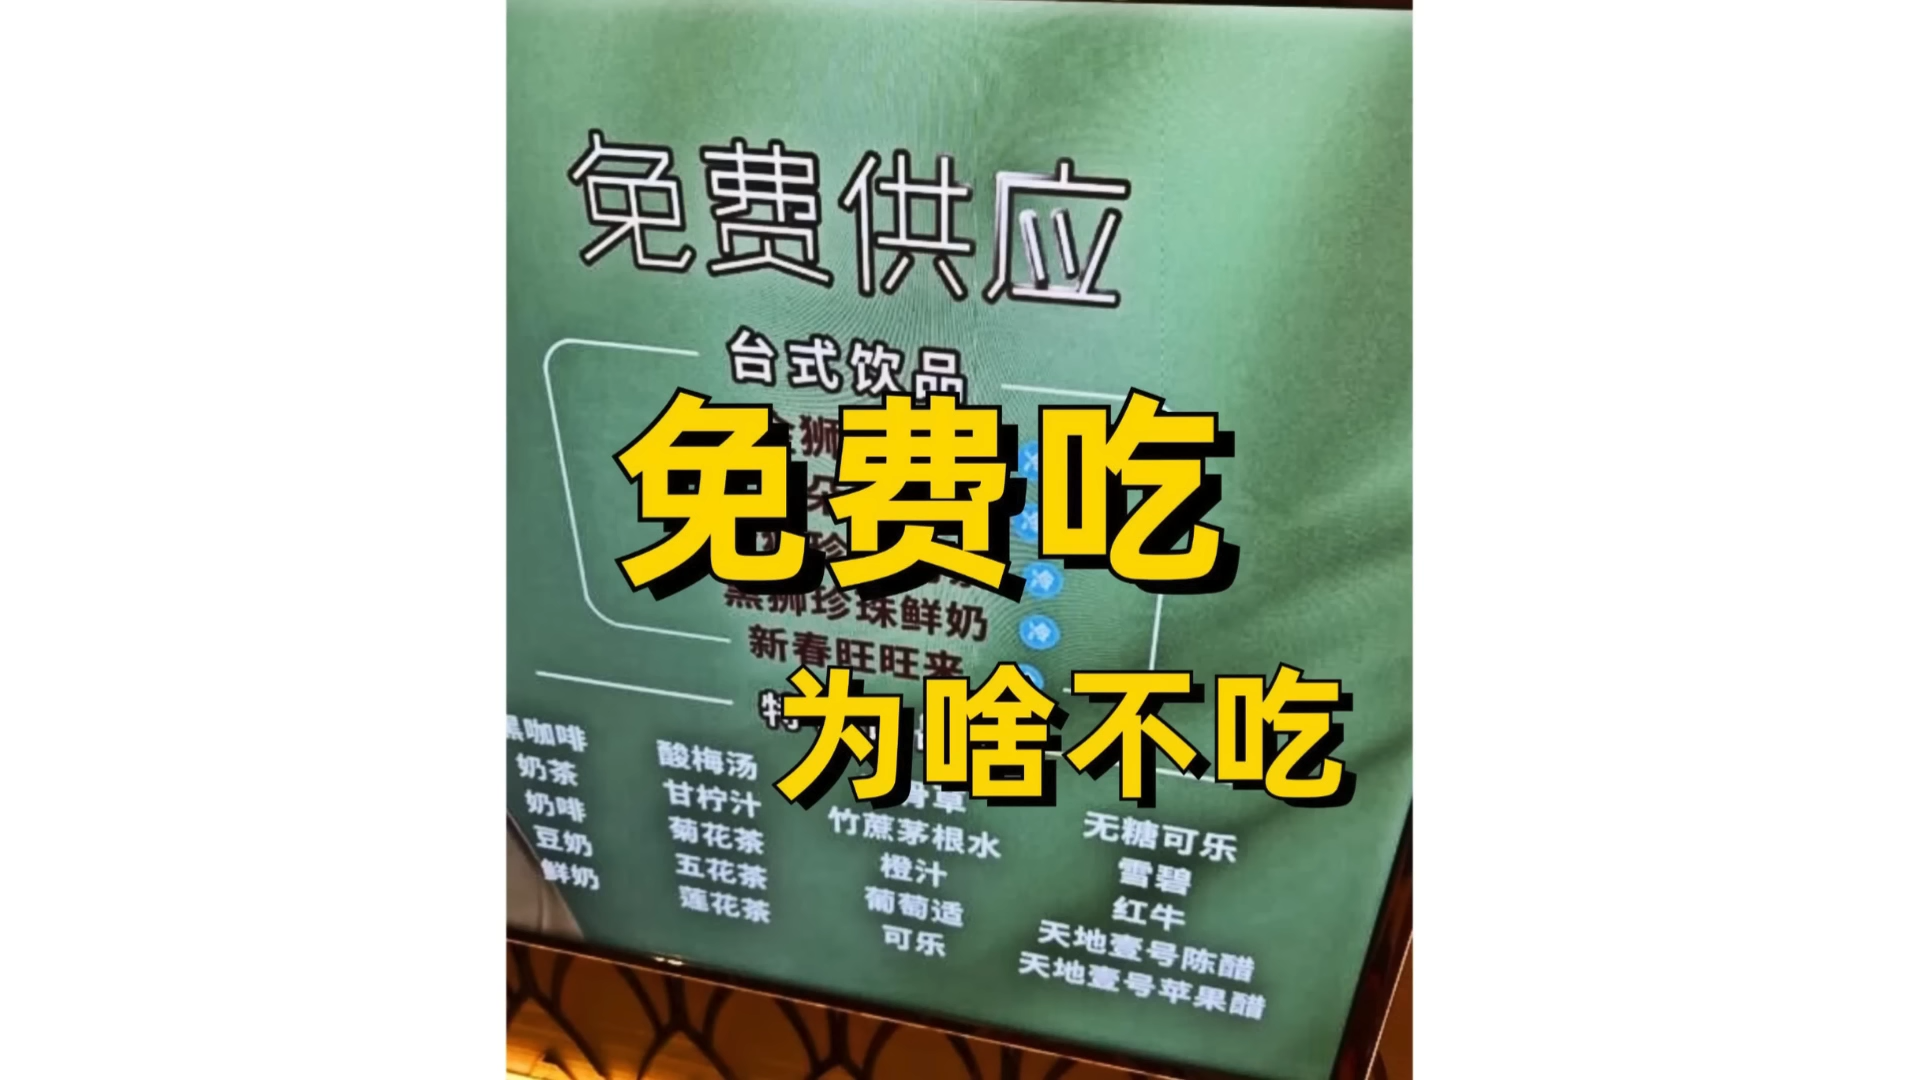 免费供应
台式饮品
免费吃
黑狮珍珠鲜奶
新春旺旺来
为啥不吃
黑咖啡
奶茶
奶啡
豆奶
鲜奶
酸梅汤
甘柠汁
菊花茶
五花茶
莲花茶
竹蔗茅根水
橙汁
葡萄适
可乐
无糖可乐
雪碧
红牛
天地壹号陈醋
天地壹号苹果醋